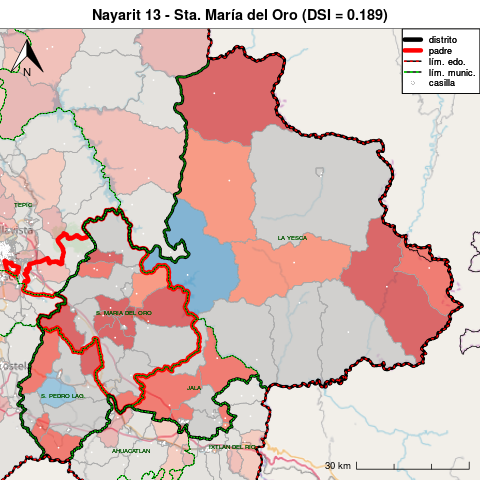 Nayarit 13 - Sta. María del Oro (DSI = 0.189)
distrito
padre
lím. edo.
lím. munic.
casilla
N
TEPIC
LA YESCA
S. MARIA DEL ORO
S. PEDRO LAG.
JALA
AHUACATLAN
IXTLAN DEL RIO
30 km